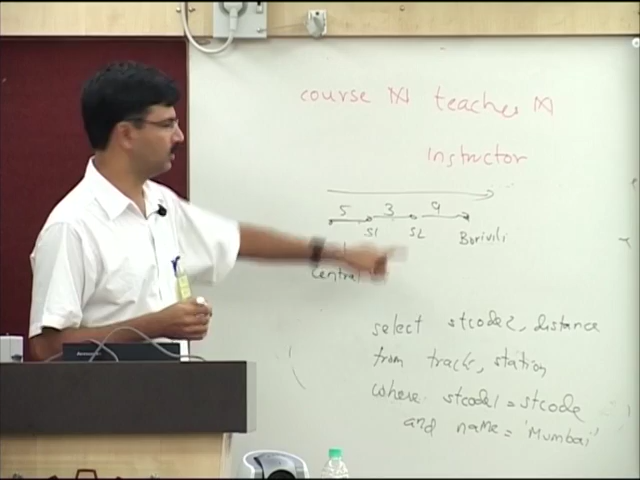 course ⋈ teaches ⋈
instructor
5 3 9
S1 S2 Borivili
Central
select stcode2, distance
from track, station
where stcode1 = stcode
and name = 'Mumbai'